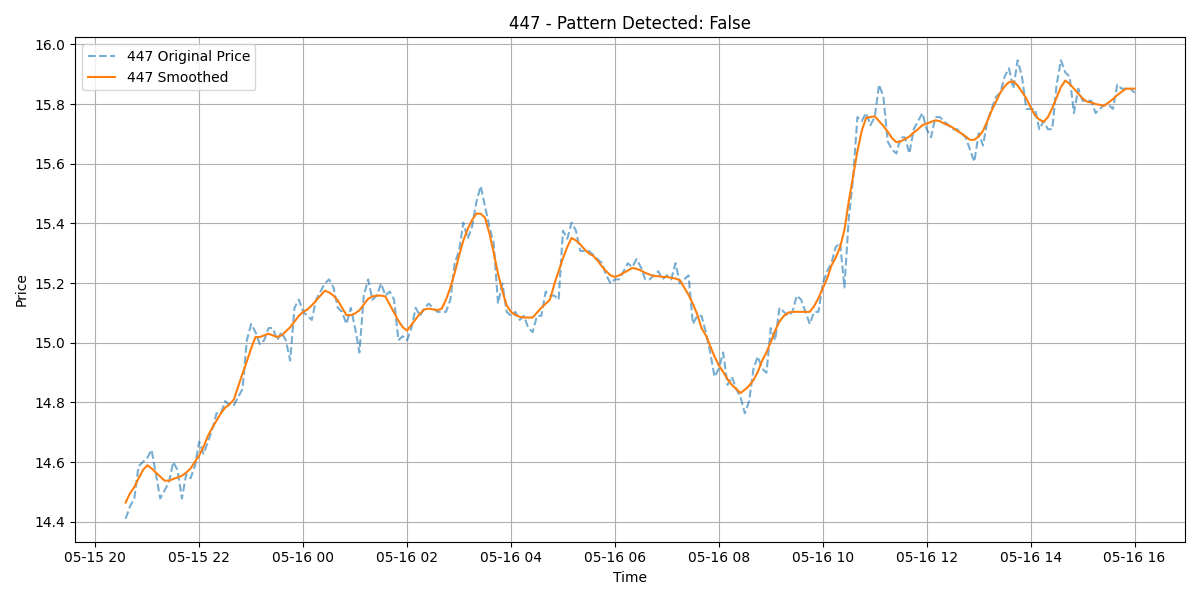 447 - Pattern Detected: False
447 Original Price
447 Smoothed
Price
16.0
15.8
15.6
15.4
15.2
15.0
14.8
14.6
14.4
05-15 20 05-15 22 05-16 00 05-16 02 05-16 04 05-16 06 05-16 08 05-16 10 05-16 12 05-16 14 05-16 16
Time